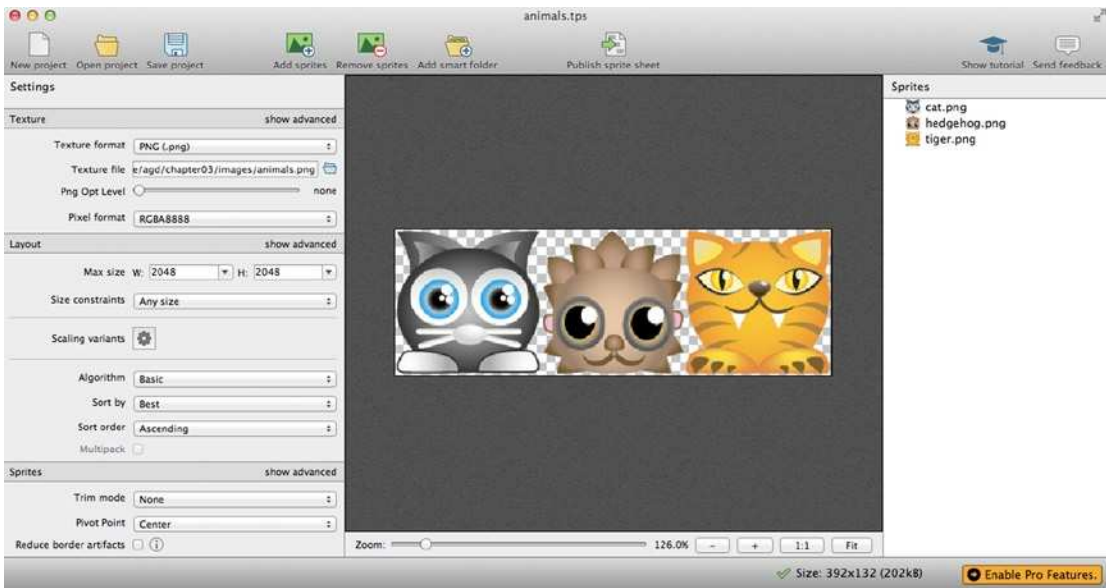 animals.tps
New project Open project Save project Add sprites Remove sprites Add smart folder Publish sprite sheet Show tutorial Send feedback
Settings
Texture show advanced
Texture format PNG (.png)
Texture file e/agd/chapter03/images/animals.png
Png Opt Level none
Pixel format RGBA8888
Layout show advanced
Max size W: 2048 H: 2048
Size constraints Any size
Scaling variants
Algorithm Basic
Sort by Best
Sort order Ascending
Multipack
Sprites show advanced
Trim mode None
Pivot Point Center
Reduce border artifacts i
Zoom: 126.0% - + 1:1 Fit
Sprites
cat.png
hedgehog.png
tiger.png
Size: 392x132 (202kB) Enable Pro Features.